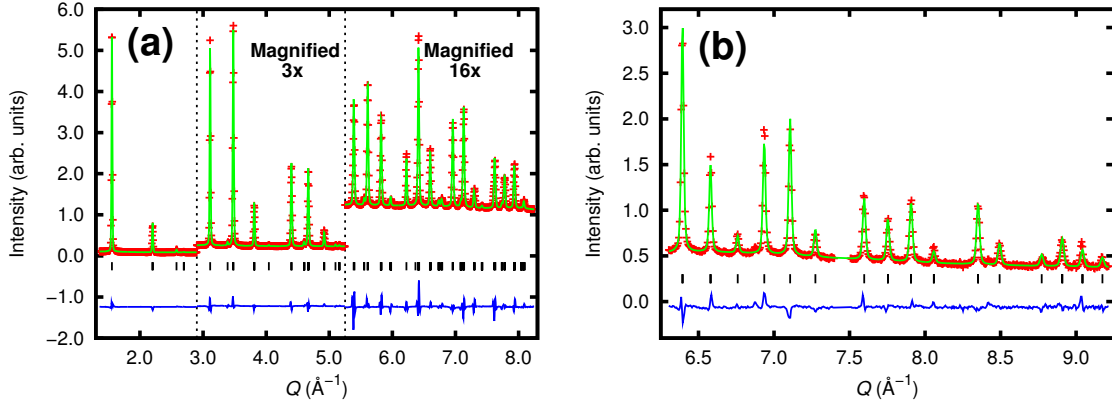 (a)
Magnified
3x
Magnified
16x
6.0
5.0
4.0
3.0
2.0
1.0
0.0
−1.0
−2.0
Intensity (arb. units)
2.0 3.0 4.0 5.0 6.0 7.0 8.0
Q (Å−1)
(b)
3.0
2.5
2.0
1.5
1.0
0.5
0.0
Intensity (arb. units)
6.5 7.0 7.5 8.0 8.5 9.0
Q (Å−1)